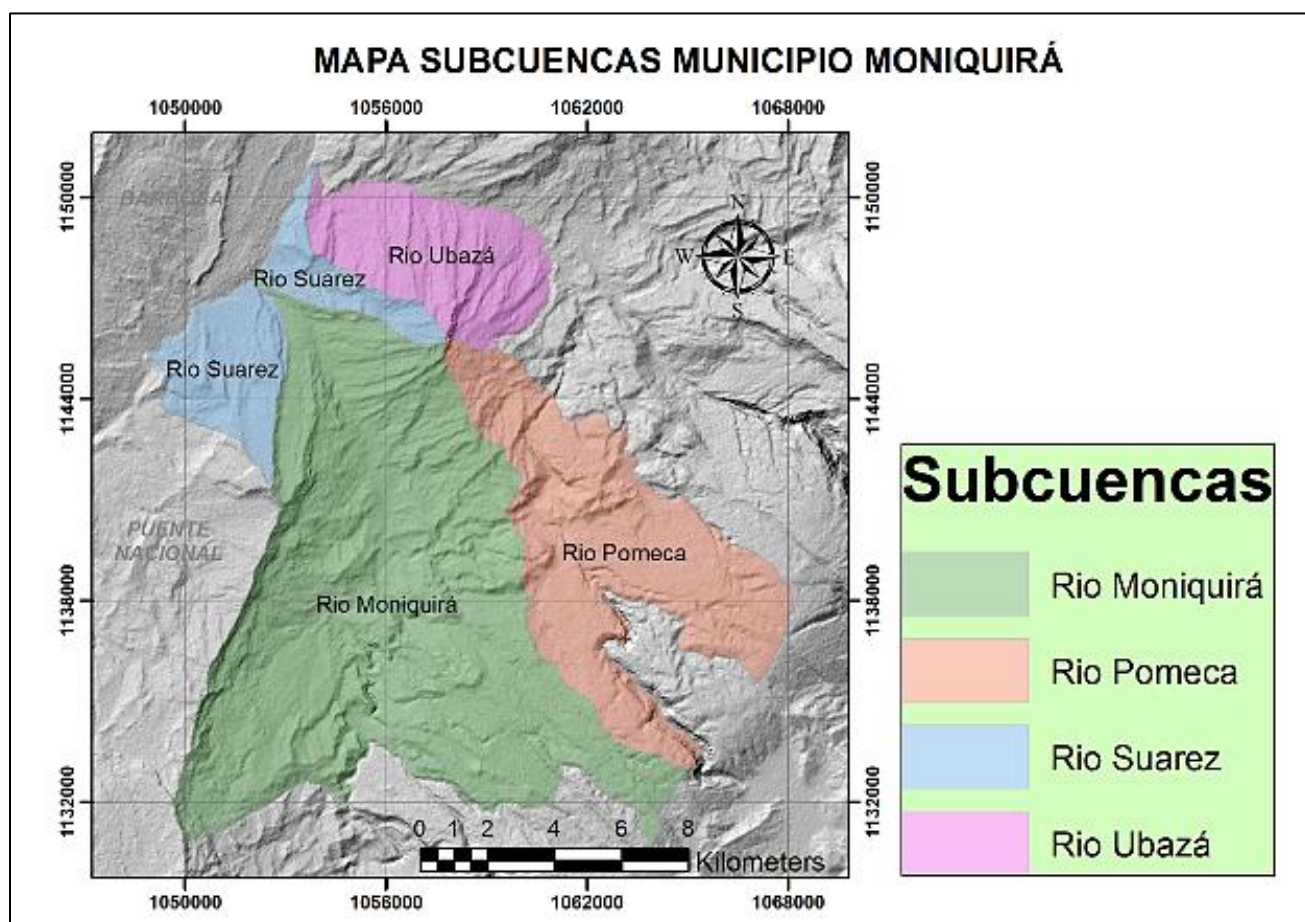 MAPA SUBCUENCAS MUNICIPIO MONIQUIRÁ
1050000 1056000 1062000 1068000
1150000 1150000
1144000 1144000
1138000 1138000
1132000 1132000
BARBOSA
N
W E
S
Rio Ubazá
Rio Suarez
Rio Suarez
PUENTE
NACIONAL
Rio Pomeca
Rio Moniquirá
0 1 2 4 6 8
Kilometers
1050000 1056000 1062000 1068000
Subcuencas
Rio Moniquirá
Rio Pomeca
Rio Suarez
Rio Ubazá